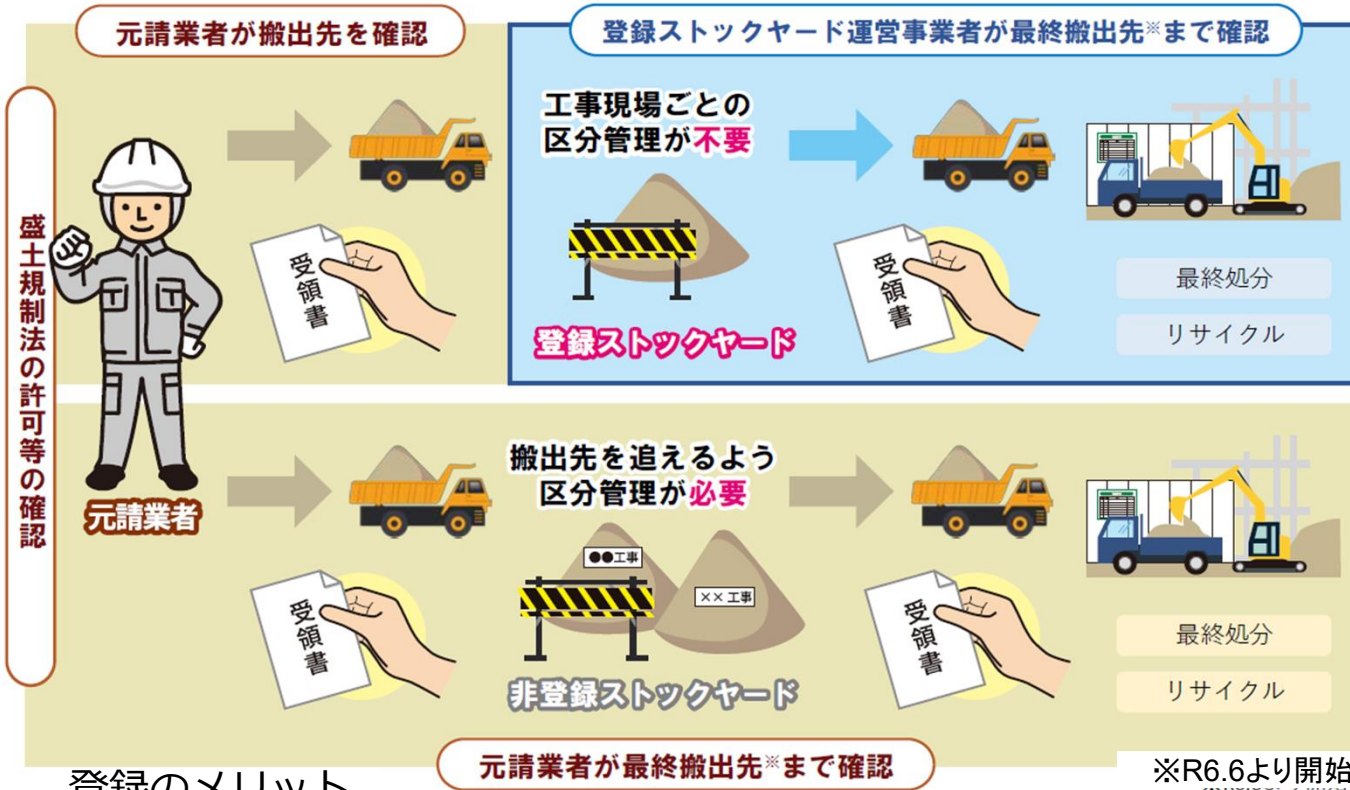 元請業者が搬出先を確認
登録ストックヤード運営事業者が最終搬出先※まで確認
盛土規制法の許可等の確認
元請業者
受領書
工事現場ごとの
区分管理が不要
登録ストックヤード
受領書
最終処分
リサイクル
受領書
搬出先を追えるよう
区分管理が必要
●●工事
××工事
非登録ストックヤード
受領書
最終処分
リサイクル
元請業者が最終搬出先※まで確認
※R6.6より開始
登録のメリット